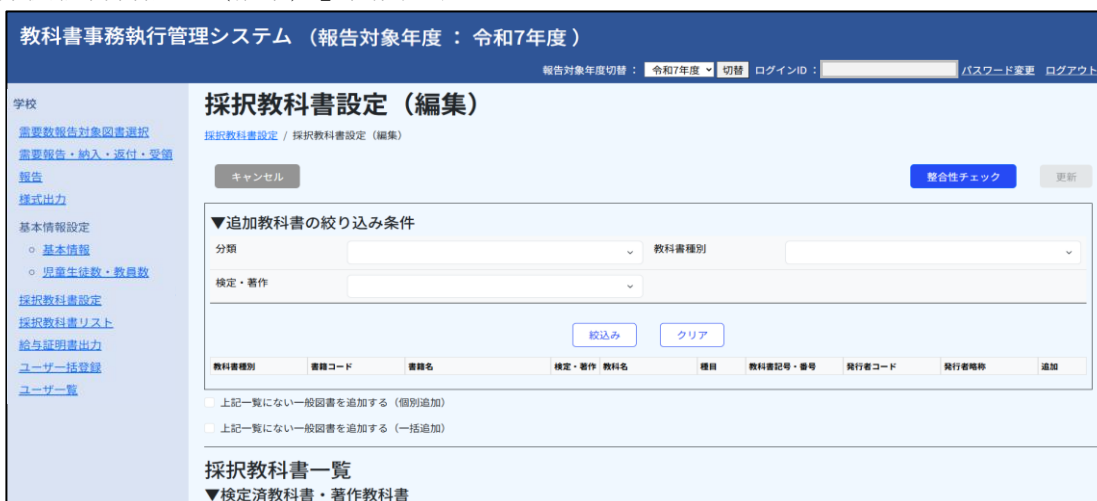 教科書事務執行管理システム (報告対象年度 : 令和7年度 )
報告対象年度切替 : 令和7年度 切替 ログインID : パスワード変更 ログアウト
学校
需要数報告対象図書選択
需要報告・納入・返付・受領
報告
様式出力
基本情報設定
基本情報
児童生徒数・教員数
採択教科書設定
採択教科書リスト
給与証明書出力
ユーザー括登録
ユーザ一覧
採択教科書設定(編集)
採択教科書設定 / 採択教科書設定(編集)
キャンセル 整合性チェック 更新
▼追加教科書の絞り込み条件
分類 教科書種別
検定・著作
絞込み クリア
教科書種別 書籍コード 書籍名 検定・著作 教科名 種目 教科書記号・番号 発行者コード 発行者略称 追加
上記一覧にない一般図書を追加する(個別追加)
上記一覧にない一般図書を追加する(一括追加)
採択教科書一覧
▼検定済教科書・著作教科書